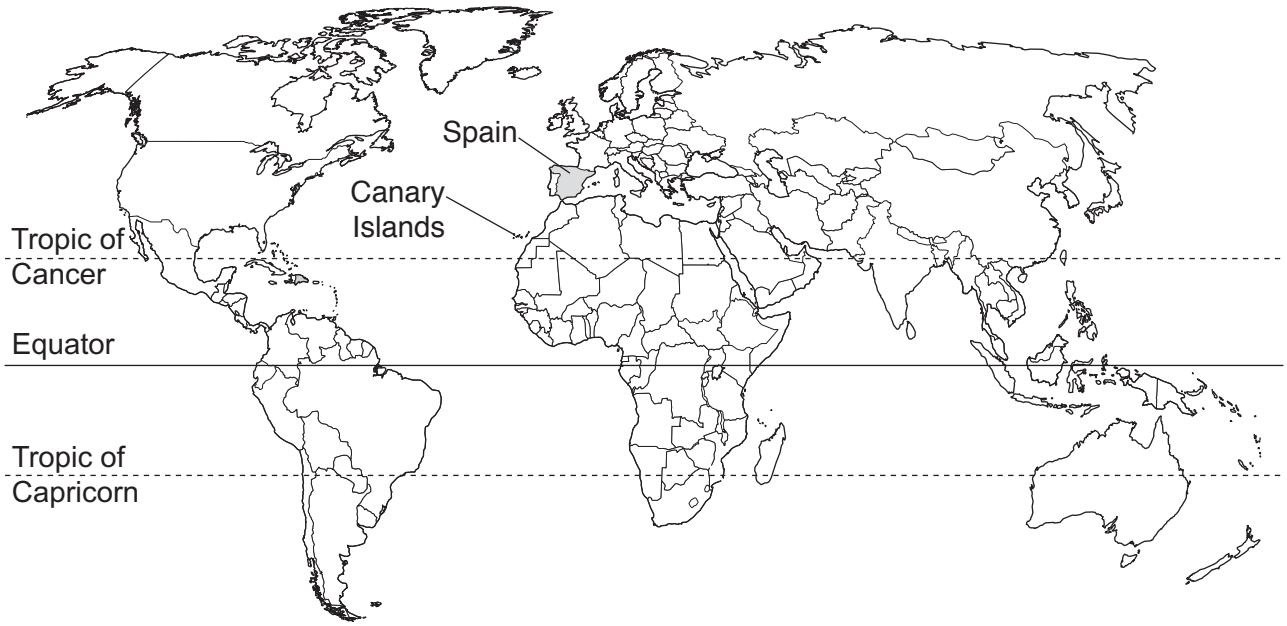 Spain
Canary
Islands
Tropic of
Cancer
Equator
Tropic of
Capricorn